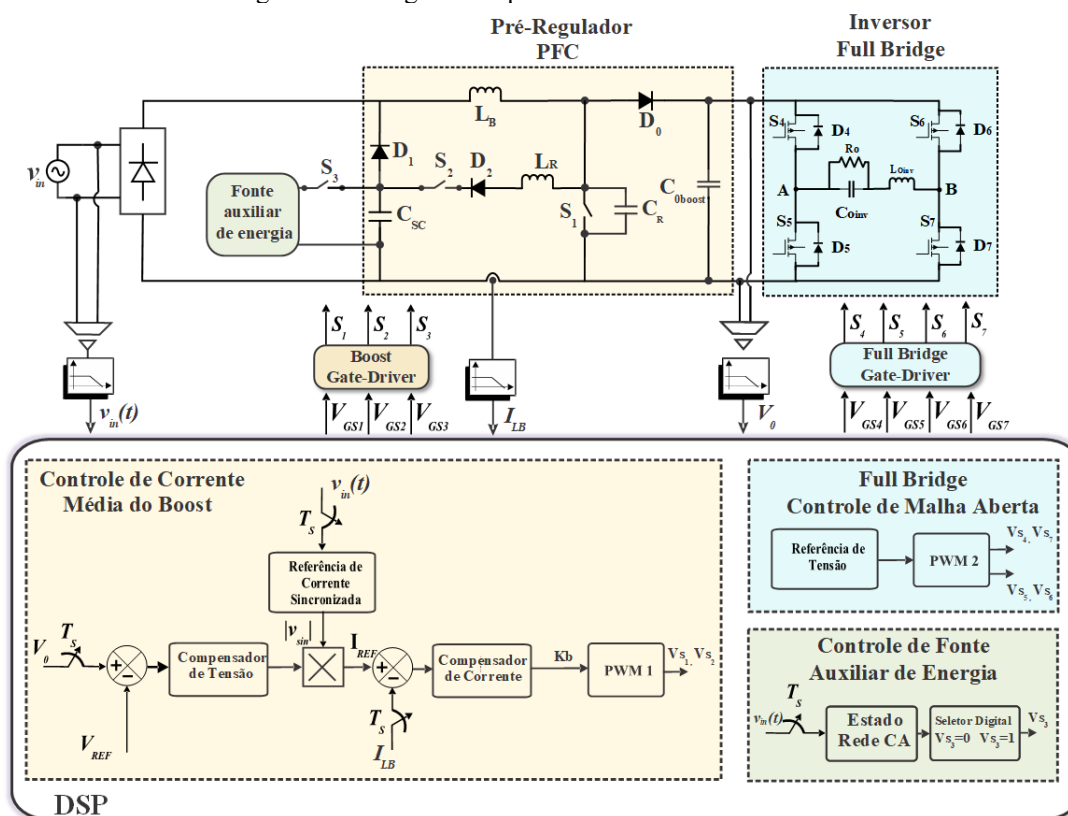 Pré-Regulador
PFC
Inversor
Full Bridge
L_B
D_0
D_1
S_2
D_2
L_R
S_3
S_1
C_R
C_SC
C_0boost
v_in
Fonte
auxiliar
de energia
S4
D4
S6
D6
Ro
Lo_inv
A
B
Co_inv
S5
D5
S7
D7
S_1
S_2
S_3
Boost
Gate-Driver
V_GS1
V_GS2
V_GS3
v_in(t)
I_LB
V_0
S_4
S_5
S_6
S_7
Full Bridge
Gate-Driver
V_GS4
V_GS5
V_GS6
V_GS7
Controle de Corrente
Média do Boost
v_in(t)
T_s
Referência de
Corrente
Sincronizada
|v_sin|
I_REF
V_0
T_s
+
-
Compensador
de Tensão
V_REF
+
-
T_s
I_LB
Compensador
de Corrente
Kb
PWM 1
Vs_1, Vs_2
Full Bridge
Controle de Malha Aberta
Referência de
Tensão
PWM 2
Vs_4, Vs_7
Vs_5, Vs_6
Controle de Fonte
Auxiliar de Energia
v_in(t)
T_s
Estado
Rede CA
Seletor Digital
Vs_3=0 Vs_3=1
Vs_3
DSP